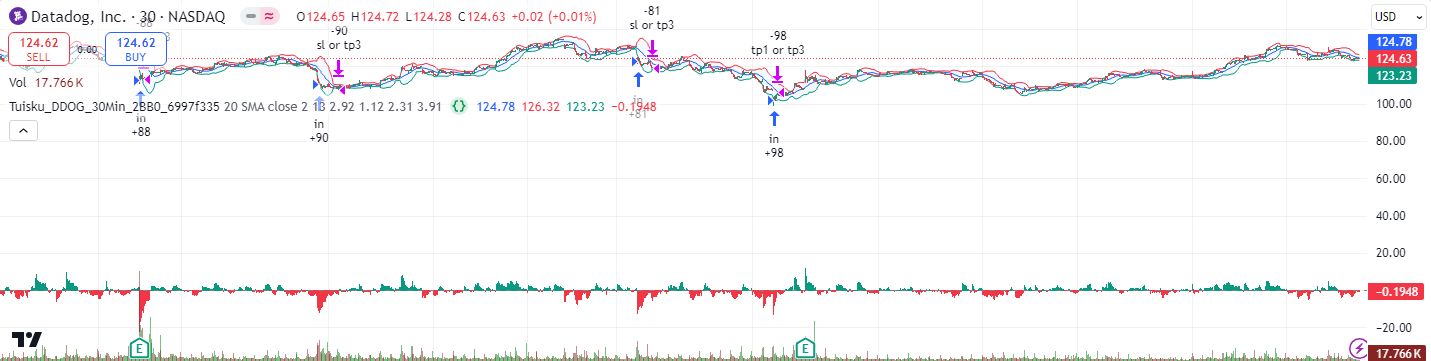 Datadog, Inc. · 30 · NASDAQ
O124.65 H124.72 L124.28 C124.63 +0.02 (+0.01%)
USD
124.62
SELL
0.00
124.62
BUY
Vol 17.766 K
Tuisku_DDOG_30Min_2BB0_6997f335 20 SMA close 2 18 2.92 1.12 2.31 3.91 {} 124.78 126.32 123.23 −0.1948
-88
in
+88
-90
sl or tp3
in
+90
-81
sl or tp3
in
+81
-98
tp1 or tp3
in
+98
124.78
124.63
123.23
100.00
80.00
60.00
40.00
20.00
−0.1948
−20.00
17.766 K
E
E